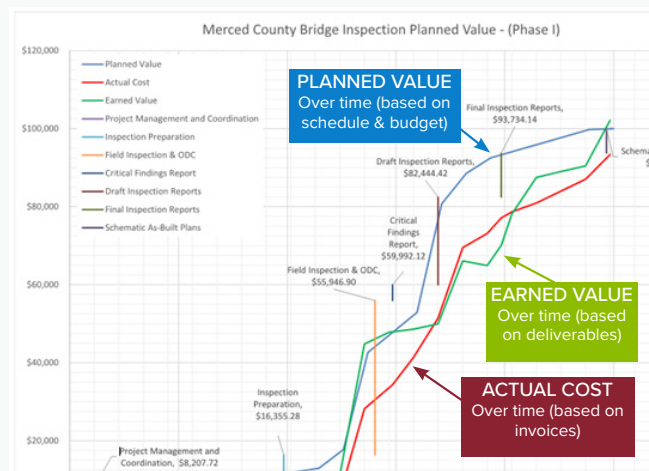 Merced County Bridge Inspection Planned Value - (Phase I)
$120,000
$100,000
$80,000
$60,000
$40,000
$20,000
Planned Value
Actual Cost
Earned Value
Project Management and Coordination
Inspection Preparation
Field Inspection & ODC
Critical Findings Report
Draft Inspection Reports
Final Inspection Reports
Schematic As-Built Plans
PLANNED VALUE
Over time (based on
schedule & budget)
Final Inspection Reports,
$93,734.14
Schema
$
Draft Inspection Reports,
$82,444.42
Critical
Findings
Report,
$59,992.12
Field Inspection & ODC,
$55,946.90
EARNED VALUE
Over time (based
on deliverables)
ACTUAL COST
Over time (based on
invoices)
Inspection
Preparation,
$16,355.28
Project Management and
Coordination, $8,207.72